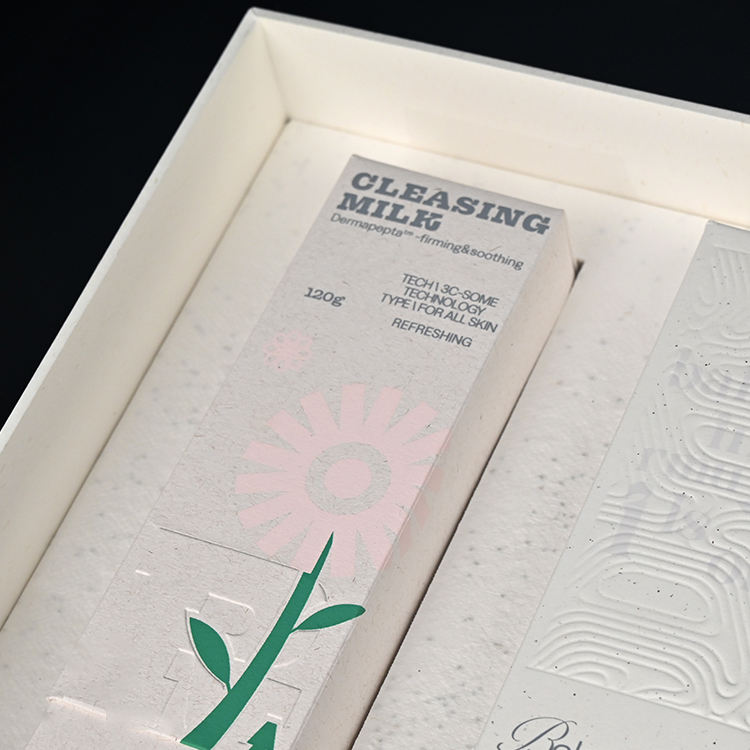 CLEASING
MILK
Dermapepta™ -firming&soothing
120g
TECH \ 3C-SOME
TECHNOLOGY
TYPE \ FOR ALL SKIN
REFRESHING